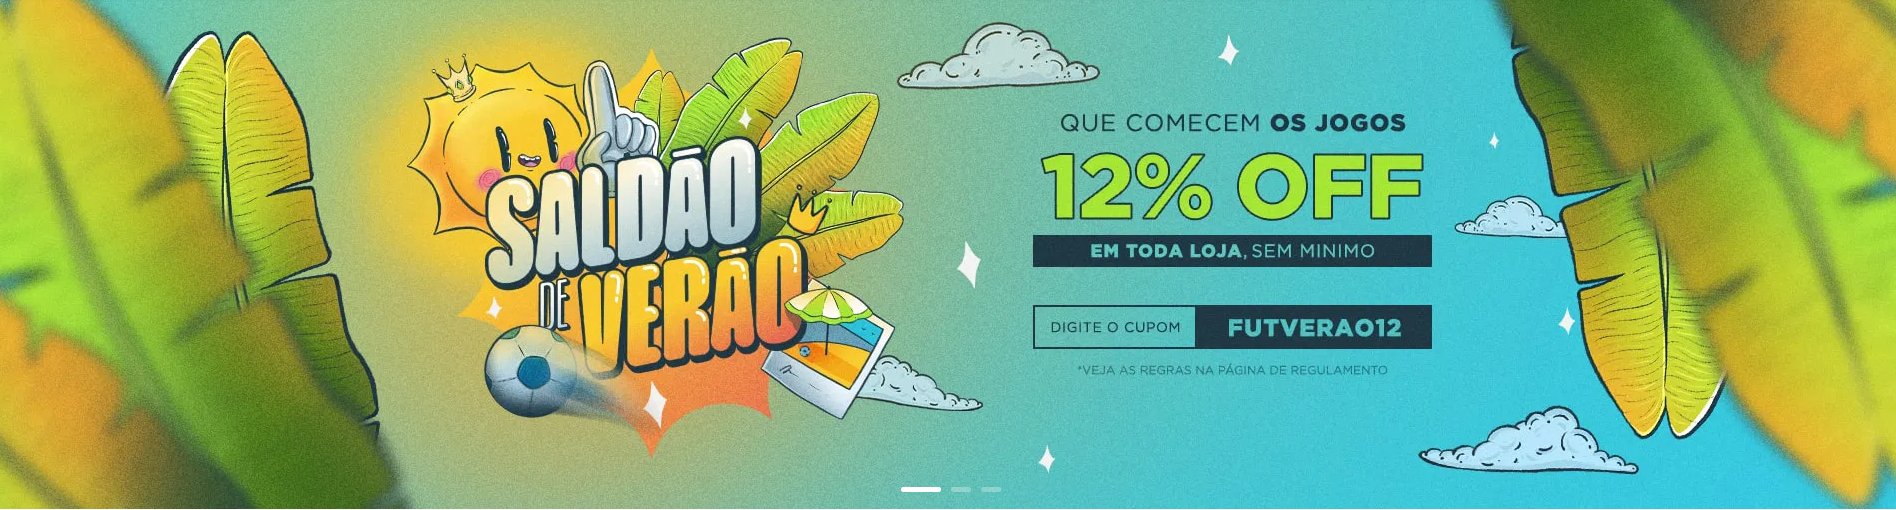 SALDÃO
DE VERÃO
QUE COMECEM OS JOGOS
12% OFF
EM TODA LOJA, SEM MINIMO
DIGITE O CUPOM FUTVERAO12
*VEJA AS REGRAS NA PÁGINA DE REGULAMENTO